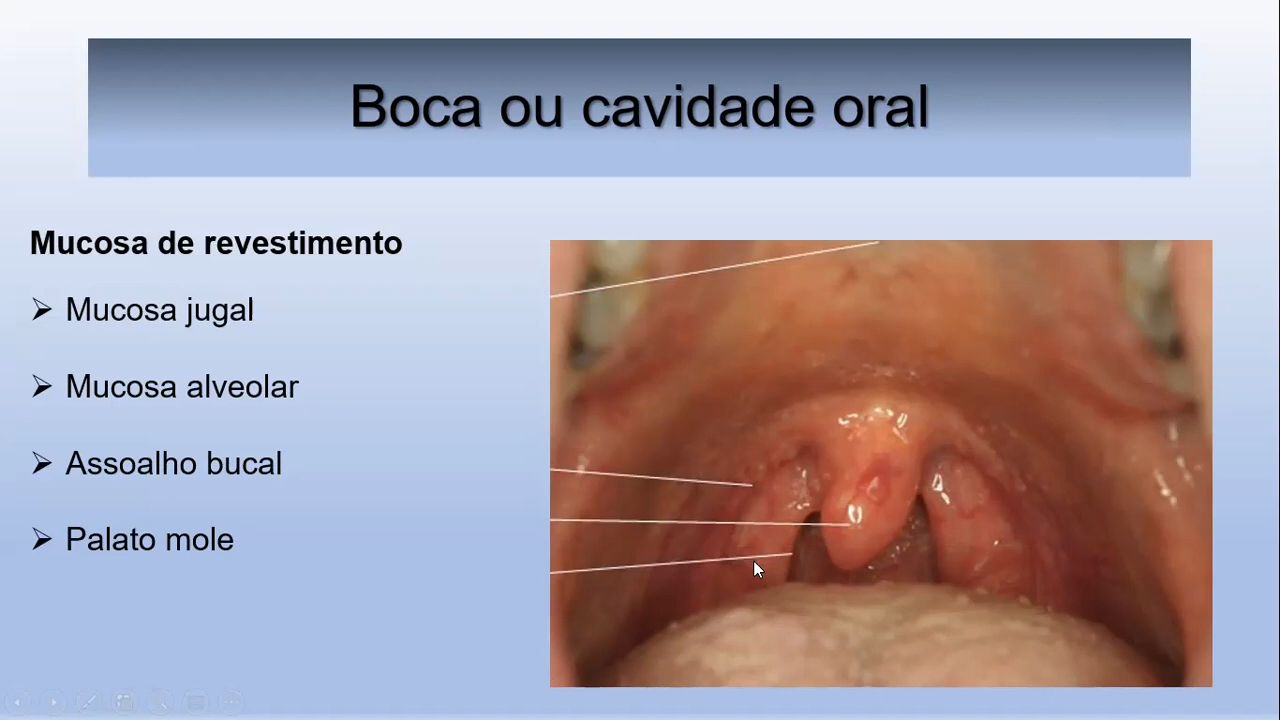 Boca ou cavidade oral
Mucosa de revestimento
Mucosa jugal
Mucosa alveolar
Assoalho bucal
Palato mole